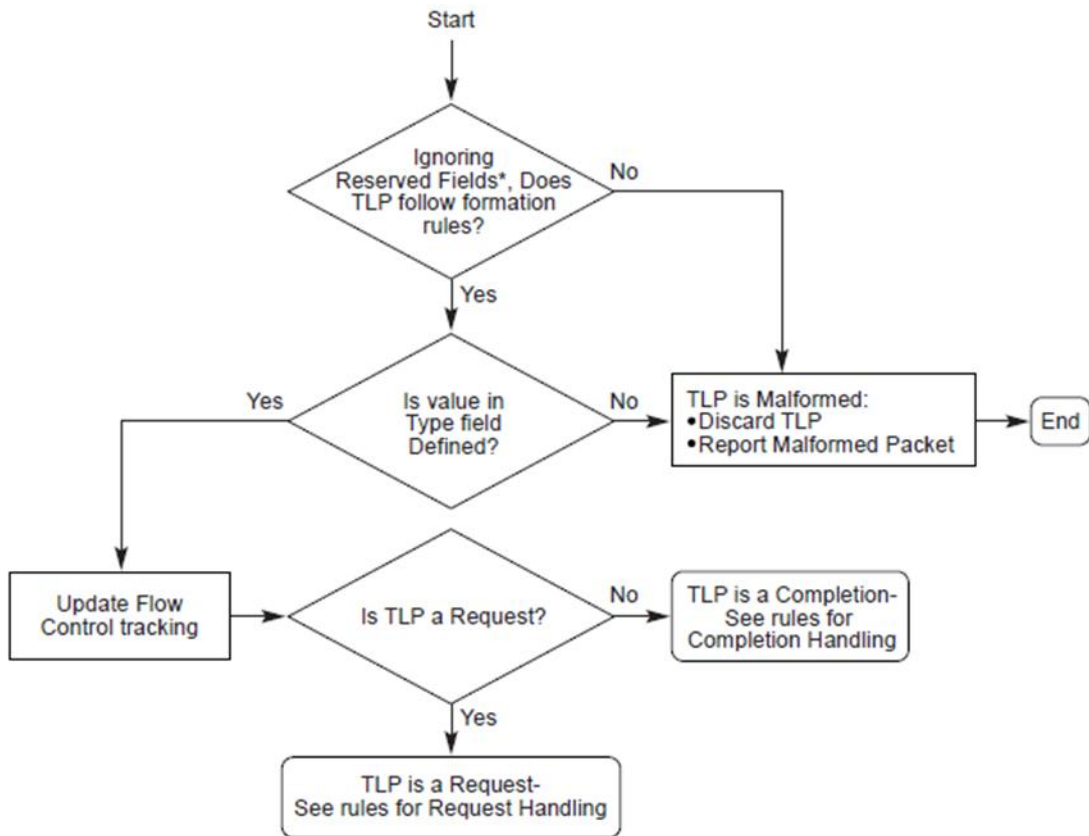 Start
Ignoring
Reserved Fields*, Does
TLP follow formation
rules?
No
Yes
Is value in
Type field
Defined?
Yes
No
TLP is Malformed:
•Discard TLP
•Report Malformed Packet
End
Update Flow
Control tracking
Is TLP a Request?
No
TLP is a Completion-
See rules for
Completion Handling
Yes
TLP is a Request-
See rules for Request Handling